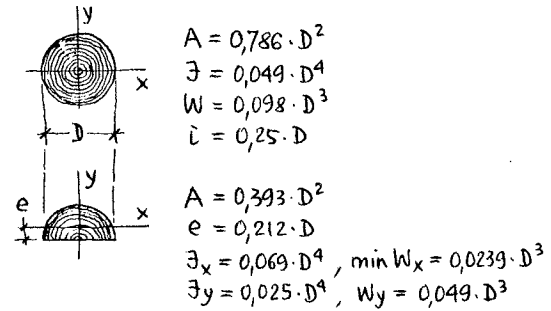 y
A = 0,786 · D²
x
J = 0,049 · D⁴
W = 0,098 · D³
D
i = 0,25 · D
y
A = 0,393 · D²
e
x
e = 0,212 · D
Jx = 0,069 · D⁴, min Wx = 0,0239 · D³
Jy = 0,025 · D⁴, Wy = 0,049 · D³